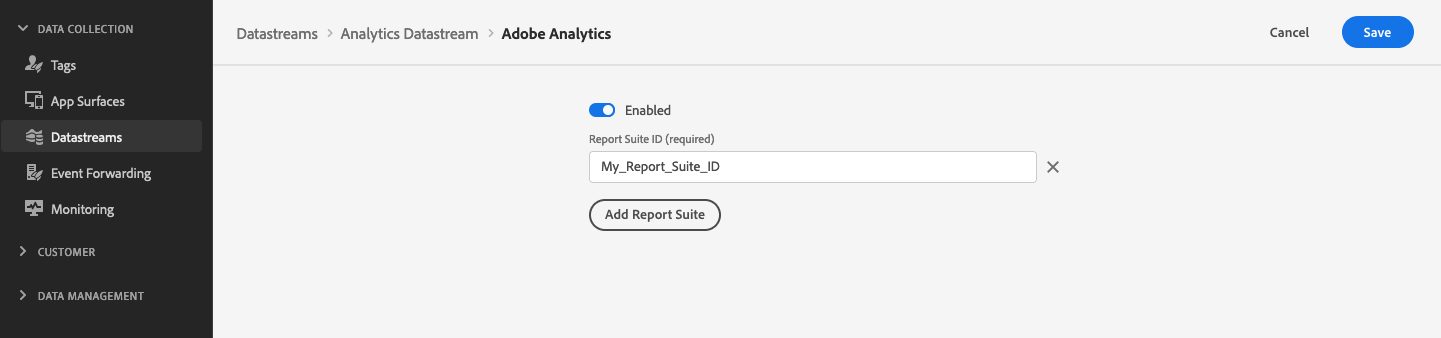 DATA COLLECTION
Tags
App Surfaces
Datastreams
Event Forwarding
Monitoring
CUSTOMER
DATA MANAGEMENT
Datastreams > Analytics Datastream > Adobe Analytics
Cancel
Save
Enabled
Report Suite ID (required)
My_Report_Suite_ID
Add Report Suite